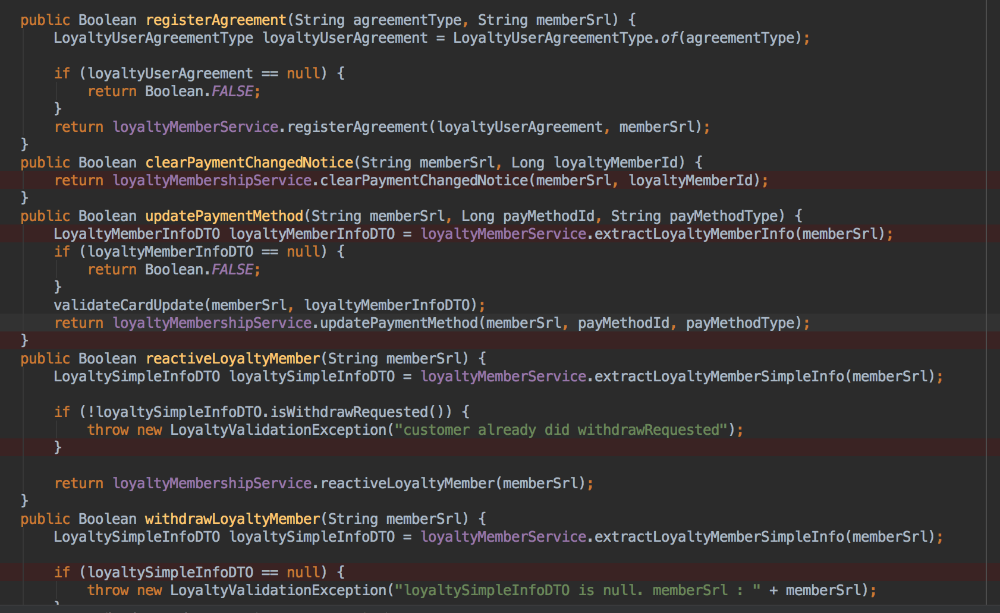 public Boolean registerAgreement(String agreementType, String memberSrl) {
LoyaltyUserAgreementType loyaltyUserAgreement = LoyaltyUserAgreementType.of(agreementType);
if (loyaltyUserAgreement == null) {
return Boolean.FALSE;
}
return loyaltyMemberService.registerAgreement(loyaltyUserAgreement, memberSrl);
}
public Boolean clearPaymentChangedNotice(String memberSrl, Long loyaltyMemberId) {
return loyaltyMembershipService.clearPaymentChangedNotice(memberSrl, loyaltyMemberId);
}
public Boolean updatePaymentMethod(String memberSrl, Long payMethodId, String payMethodType) {
LoyaltyMemberInfoDTO loyaltyMemberInfoDTO = loyaltyMemberService.extractLoyaltyMemberInfo(memberSrl);
if (loyaltyMemberInfoDTO == null) {
return Boolean.FALSE;
}
validateCardUpdate(memberSrl, loyaltyMemberInfoDTO);
return loyaltyMembershipService.updatePaymentMethod(memberSrl, payMethodId, payMethodType);
}
public Boolean reactiveLoyaltyMember(String memberSrl) {
LoyaltySimpleInfoDTO loyaltySimpleInfoDTO = loyaltyMemberService.extractLoyaltyMemberSimpleInfo(memberSrl);
if (!loyaltySimpleInfoDTO.isWithdrawRequested()) {
throw new LoyaltyValidationException("customer already did withdrawRequested");
}
return loyaltyMembershipService.reactiveLoyaltyMember(memberSrl);
}
public Boolean withdrawLoyaltyMember(String memberSrl) {
LoyaltySimpleInfoDTO loyaltySimpleInfoDTO = loyaltyMemberService.extractLoyaltyMemberSimpleInfo(memberSrl);
if (loyaltySimpleInfoDTO == null) {
throw new LoyaltyValidationException("loyaltySimpleInfoDTO is null. memberSrl : " + memberSrl);